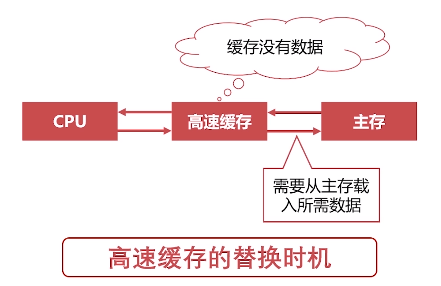 缓存没有数据
CPU
高速缓存
主存
需要从主存载
入所需数据
高速缓存的替换时机